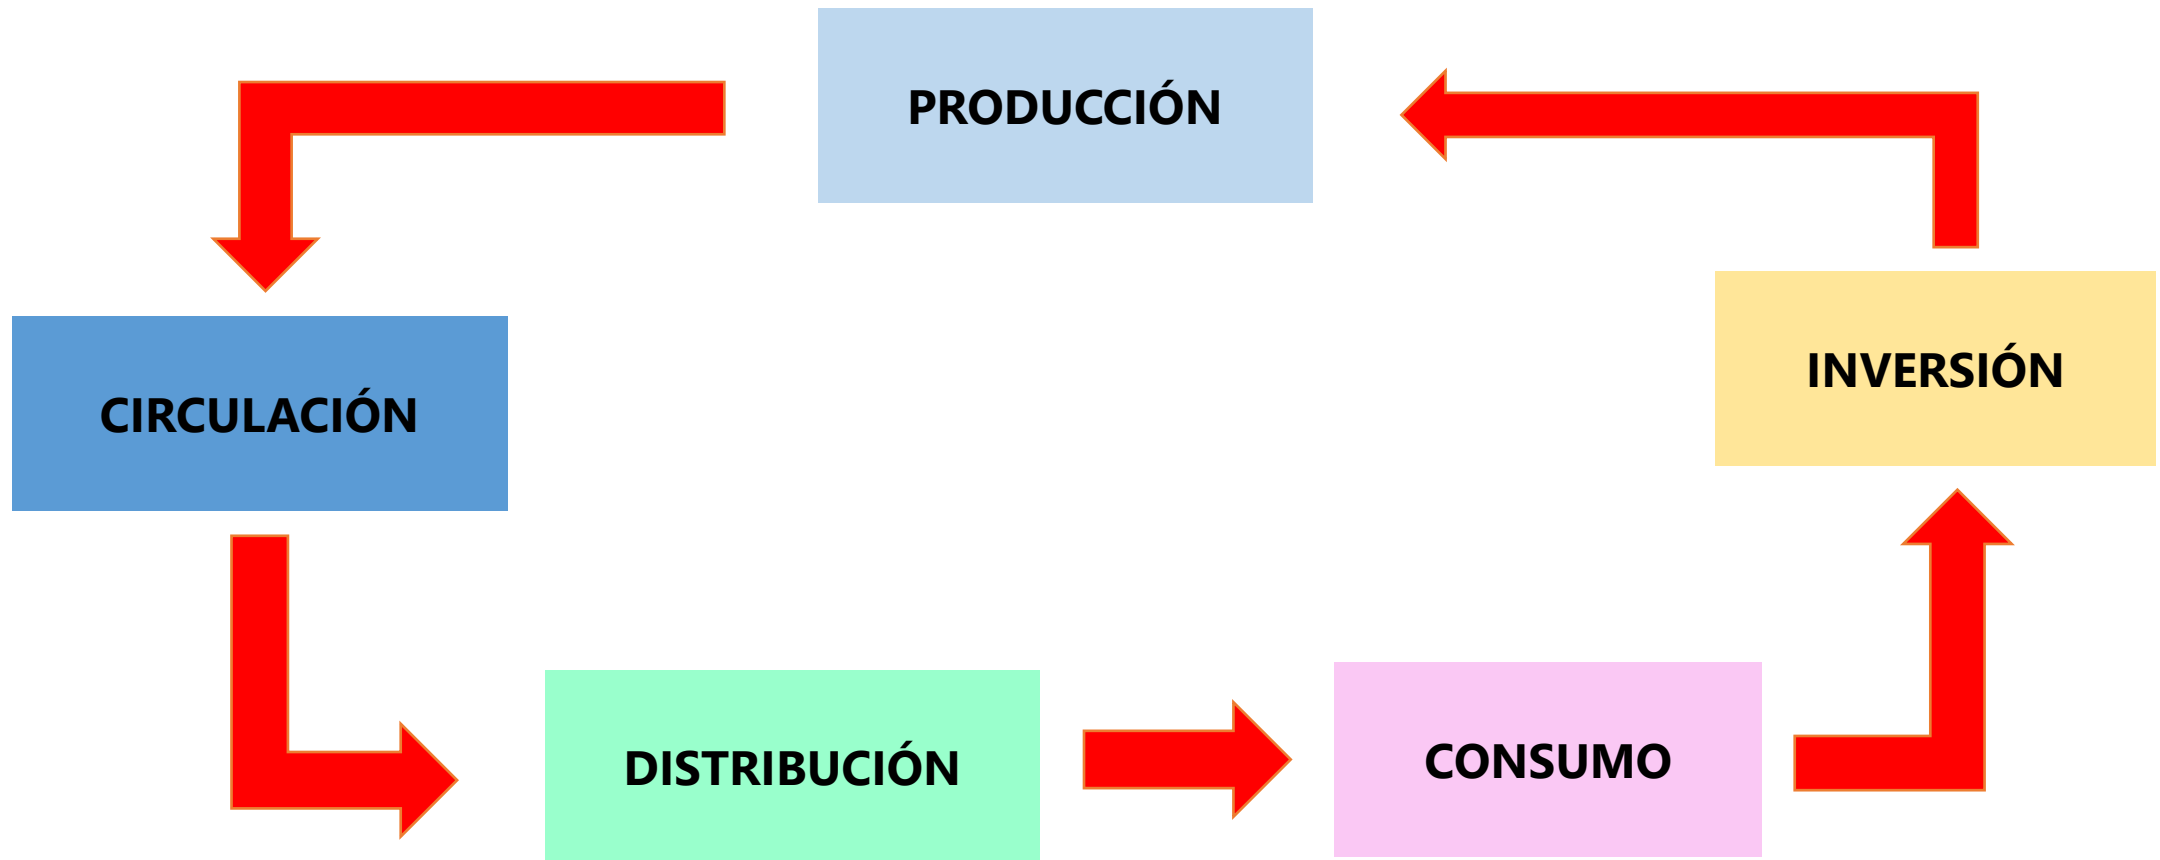 PRODUCCIÓN
INVERSIÓN
CIRCULACIÓN
DISTRIBUCIÓN
CONSUMO